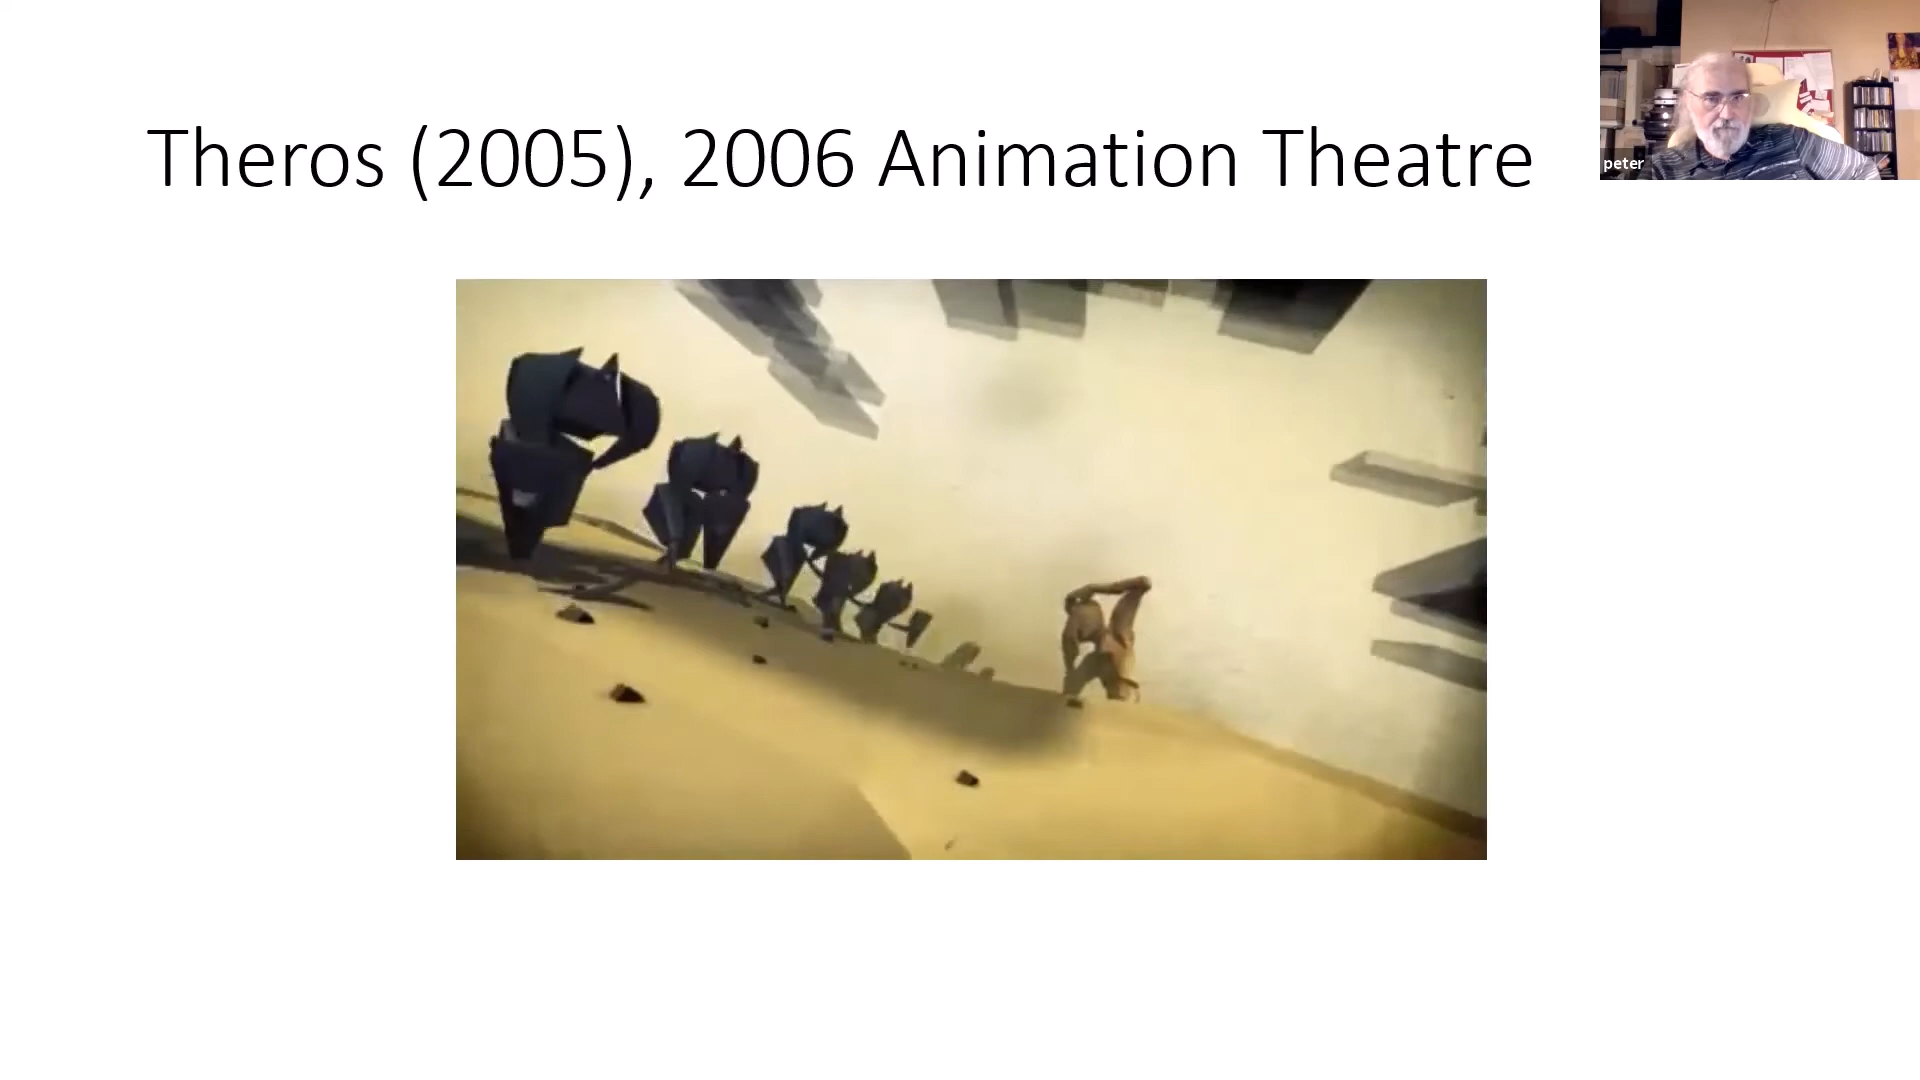 Theros (2005), 2006 Animation Theatre
peter